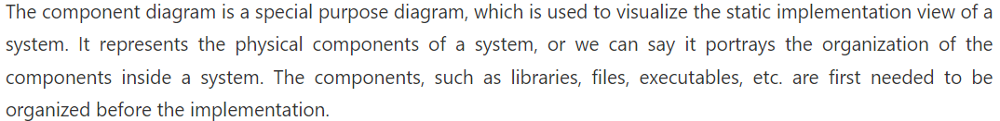 The component diagram is a special purpose diagram, which is used to visualize the static implementation view of a
system. It represents the physical components of a system, or we can say it portrays the organization of the
components inside a system. The components, such as libraries, files, executables, etc. are first needed to be
organized before the implementation.